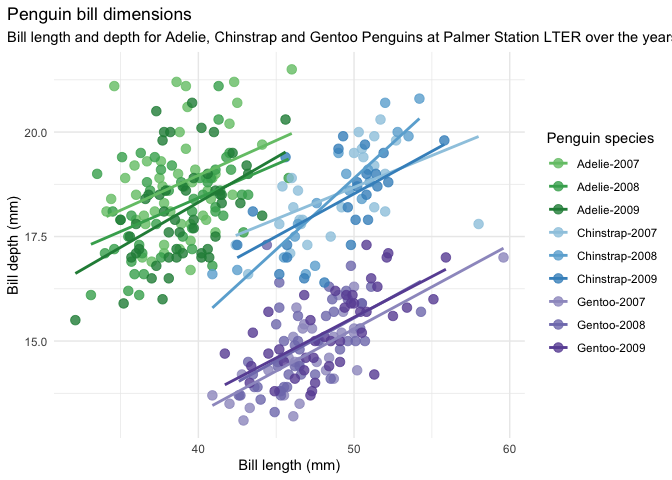 Penguin bill dimensions
Bill length and depth for Adelie, Chinstrap and Gentoo Penguins at Palmer Station LTER over the years
20.0
17.5
15.0
Bill depth (mm)
40
50
60
Bill length (mm)
Penguin species
Adelie-2007
Adelie-2008
Adelie-2009
Chinstrap-2007
Chinstrap-2008
Chinstrap-2009
Gentoo-2007
Gentoo-2008
Gentoo-2009